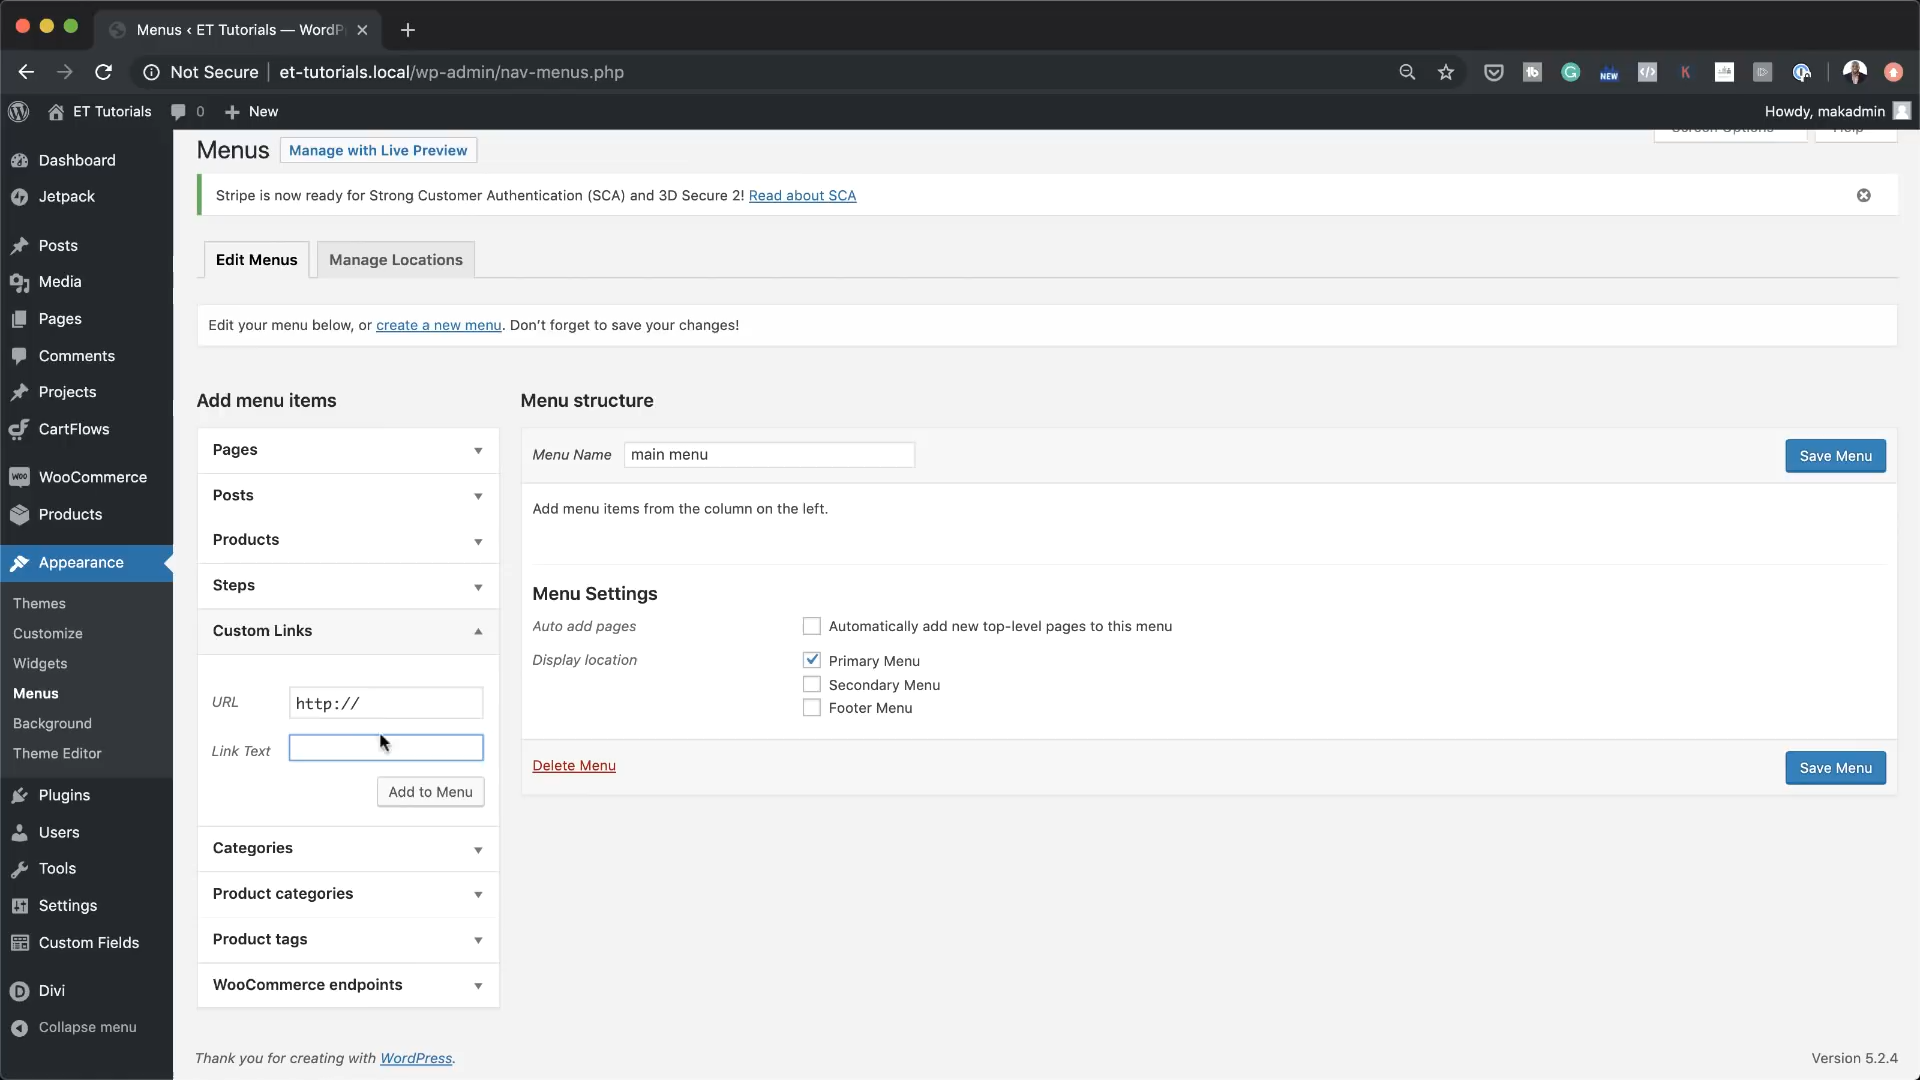 Menus ‹ ET Tutorials — WordP
Not Secure | et-tutorials.local/wp-admin/nav-menus.php
NEW
ET Tutorials 0 New
Howdy, makadmin
Dashboard
Jetpack
Posts
Media
Pages
Comments
Projects
CartFlows
WooCommerce
Products
Appearance
Themes
Customize
Widgets
Menus
Background
Theme Editor
Plugins
Users
Tools
Settings
Custom Fields
Divi
Collapse menu
Screen Options Help
Menus Manage with Live Preview
Stripe is now ready for Strong Customer Authentication (SCA) and 3D Secure 2! Read about SCA
Edit Menus Manage Locations
Edit your menu below, or create a new menu. Don't forget to save your changes!
Add menu items
Pages
Posts
Products
Steps
Custom Links
URL http://
Link Text
Add to Menu
Categories
Product categories
Product tags
WooCommerce endpoints
Menu structure
Menu Name main menu Save Menu
Add menu items from the column on the left.
Menu Settings
Auto add pages Automatically add new top-level pages to this menu
Display location Primary Menu
Secondary Menu
Footer Menu
Delete Menu Save Menu
Thank you for creating with WordPress.
Version 5.2.4